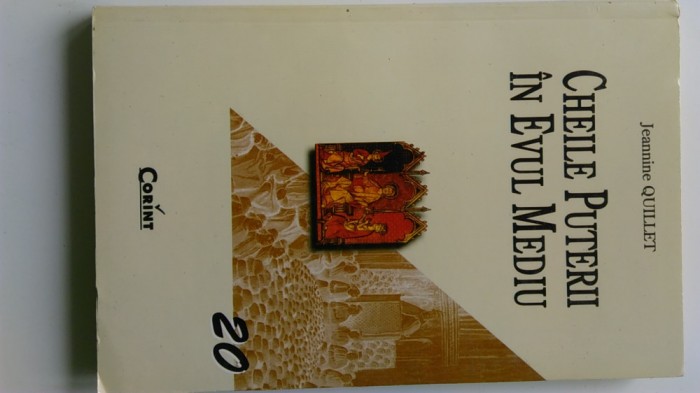 Jeannine QUILLET
CHEILE PUTERII
ÎN EVUL MEDIU
CORINT
20